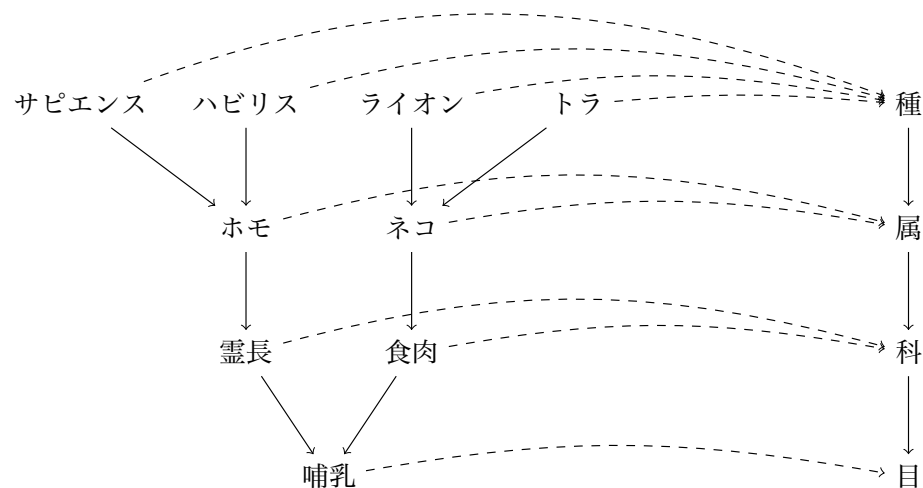 サピエンス ハビリス ライオン トラ 種
ホモ ネコ 属
霊長 食肉 科
哺乳 目